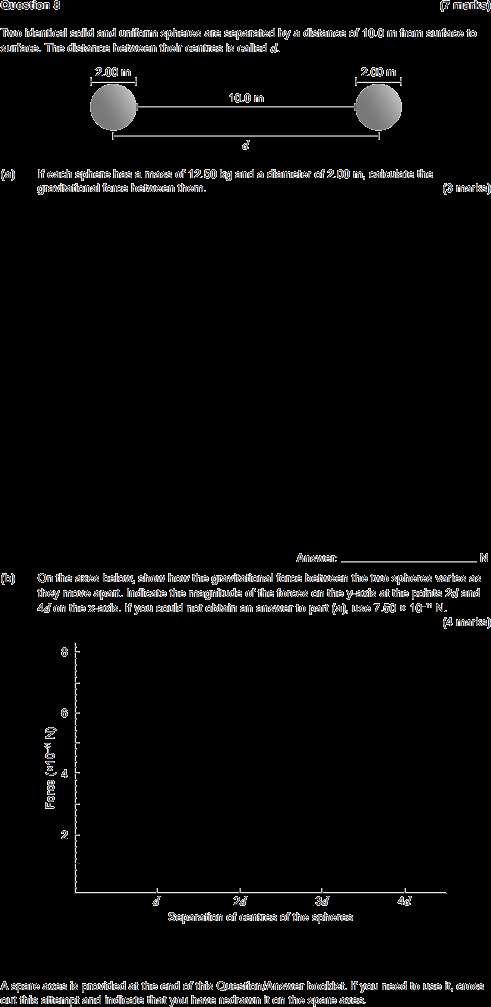 Question 8 (7 marks)
Two identical solid and uniform spheres are separated by a distance of 10.0 m from surface to
surface. The distance between their centres is called d.
2.00 m 2.00 m
10.0 m
d
(a) If each sphere has a mass of 12.50 kg and a diameter of 2.00 m, calculate the
gravitational force between them. (3 marks)
Answer: N
(b) On the axes below, show how the gravitational force between the two spheres varies as
they move apart. Indicate the magnitude of the forces on the y-axis at the points 2d and
4d on the x-axis. If you could not obtain an answer to part (a), use 7.50 × 10⁻¹¹ N.
(4 marks)
8
6
4
2
Force (×10⁻¹¹ N)
d 2d 3d 4d
Separation of centres of the spheres
A spare axes is provided at the end of this Question/Answer booklet. If you need to use it, cross
out this attempt and indicate that you have redrawn it on the spare axes.